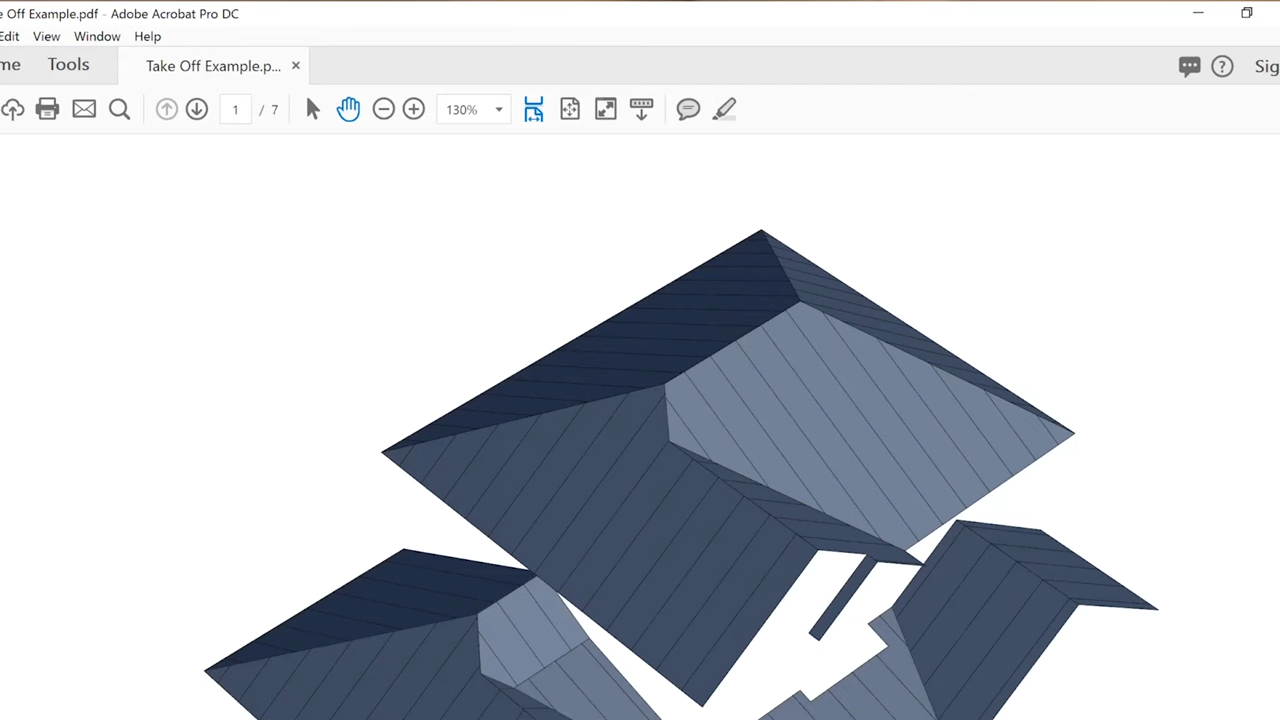 e Off Example.pdf - Adobe Acrobat Pro DC
Edit View Window Help
me Tools Take Off Example.p... ×
? Sig
1 / 7 130%